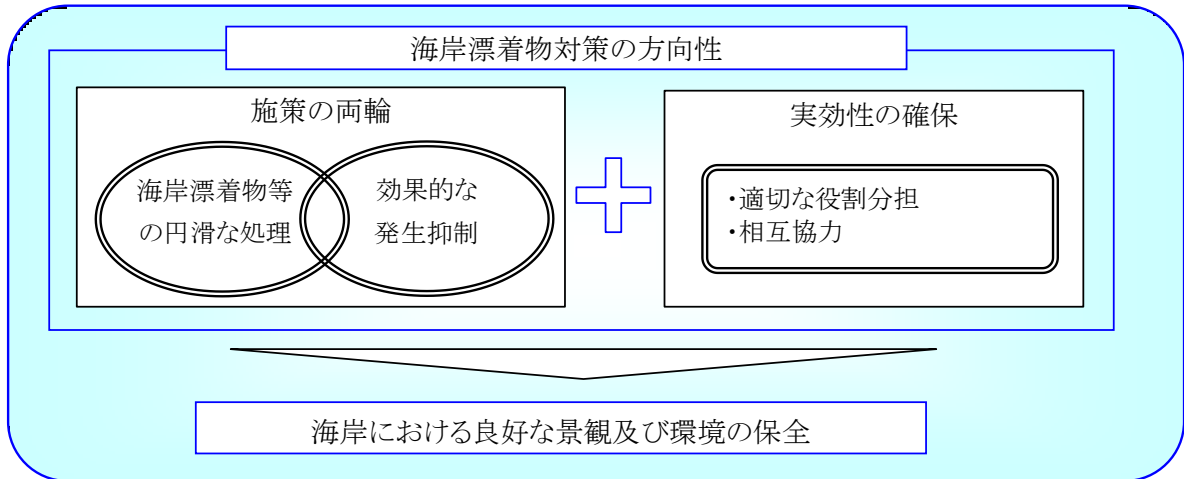 海岸漂着物対策の方向性
施策の両輪
海岸漂着物等
の円滑な処理
効果的な
発生抑制
実効性の確保
・適切な役割分担
・相互協力
海岸における良好な景観及び環境の保全